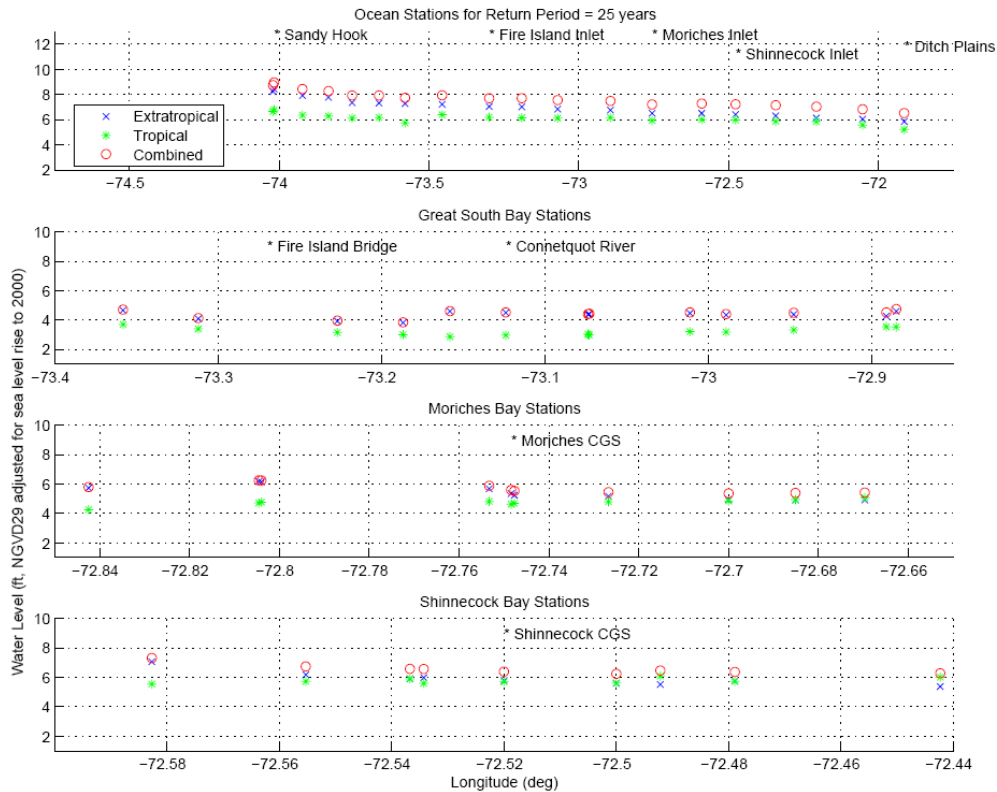 Ocean Stations for Return Period = 25 years
* Sandy Hook
* Fire Island Inlet
* Moriches Inlet
* Ditch Plains
* Shinnecock Inlet
12
10
8
6
4
2
Extratropical
Tropical
Combined
−74.5 −74 −73.5 −73 −72.5 −72
Great South Bay Stations
* Fire Island Bridge
* Connetquot River
10
8
6
4
2
−73.4 −73.3 −73.2 −73.1 −73 −72.9
Moriches Bay Stations
* Moriches CGS
10
8
6
4
2
−72.84 −72.82 −72.8 −72.78 −72.76 −72.74 −72.72 −72.7 −72.68 −72.66
Shinnecock Bay Stations
* Shinnecock CGS
10
8
6
4
2
−72.58 −72.56 −72.54 −72.52 −72.5 −72.48 −72.46 −72.44
Longitude (deg)
Water Level (ft, NGVD29 adjusted for sea level rise to 2000)